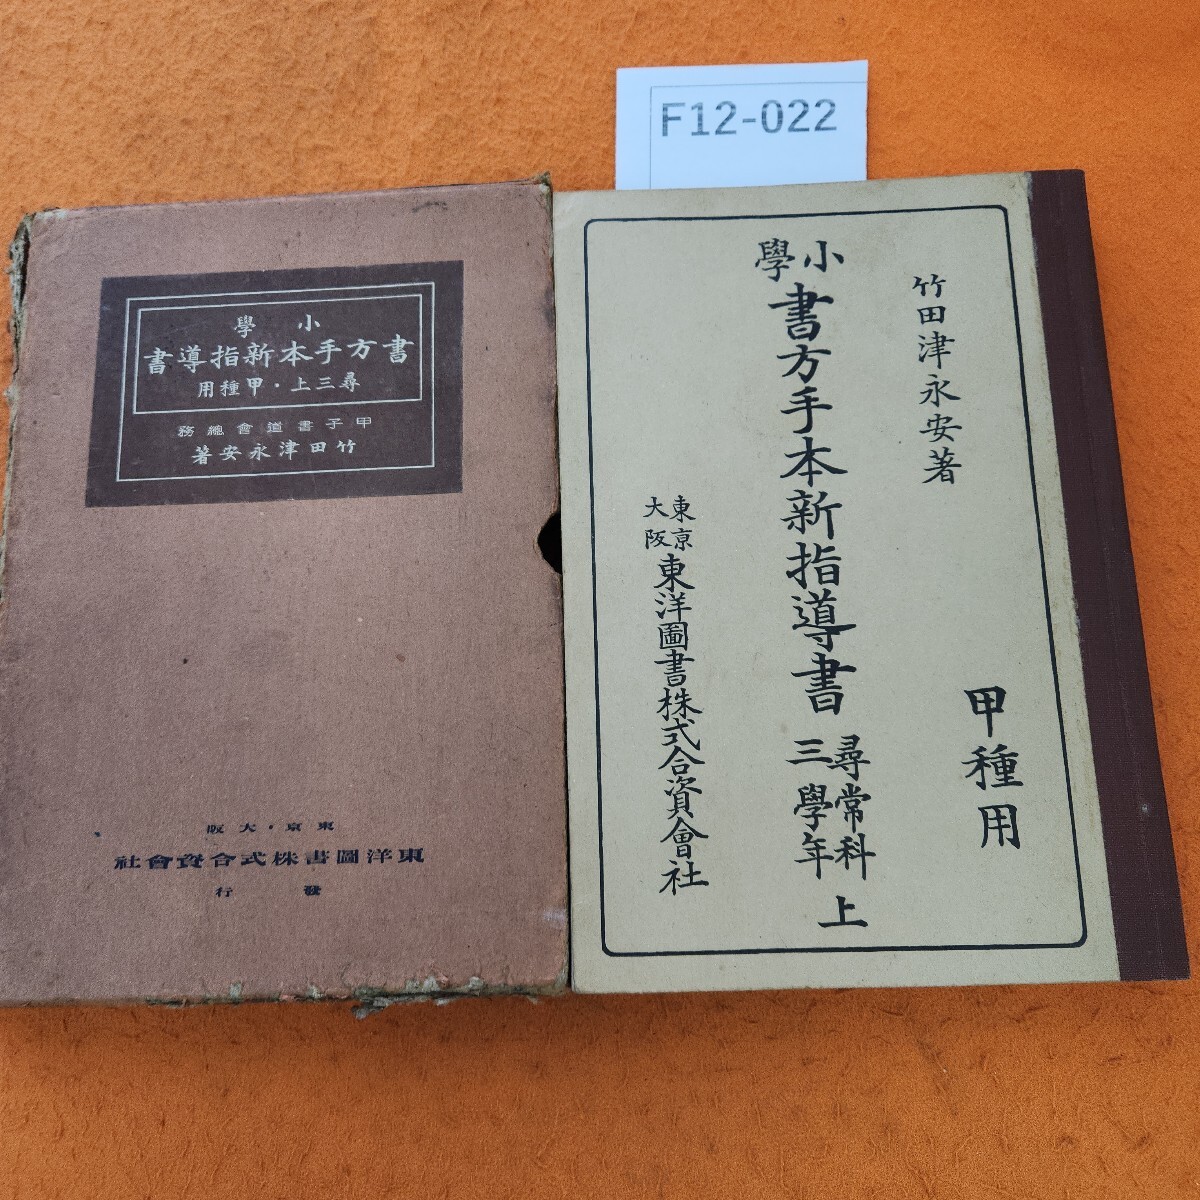 F12-022
小學
書方手本新指導書
尋三上・甲種用
甲子書道會總務
竹田津永安著
東京・大阪
東洋圖書株式合資會社
發行
竹田津永安著
甲種用
小學
書方手本新指導書
尋常科
三學年
上
東京
大阪
東洋圖書株式合資會社